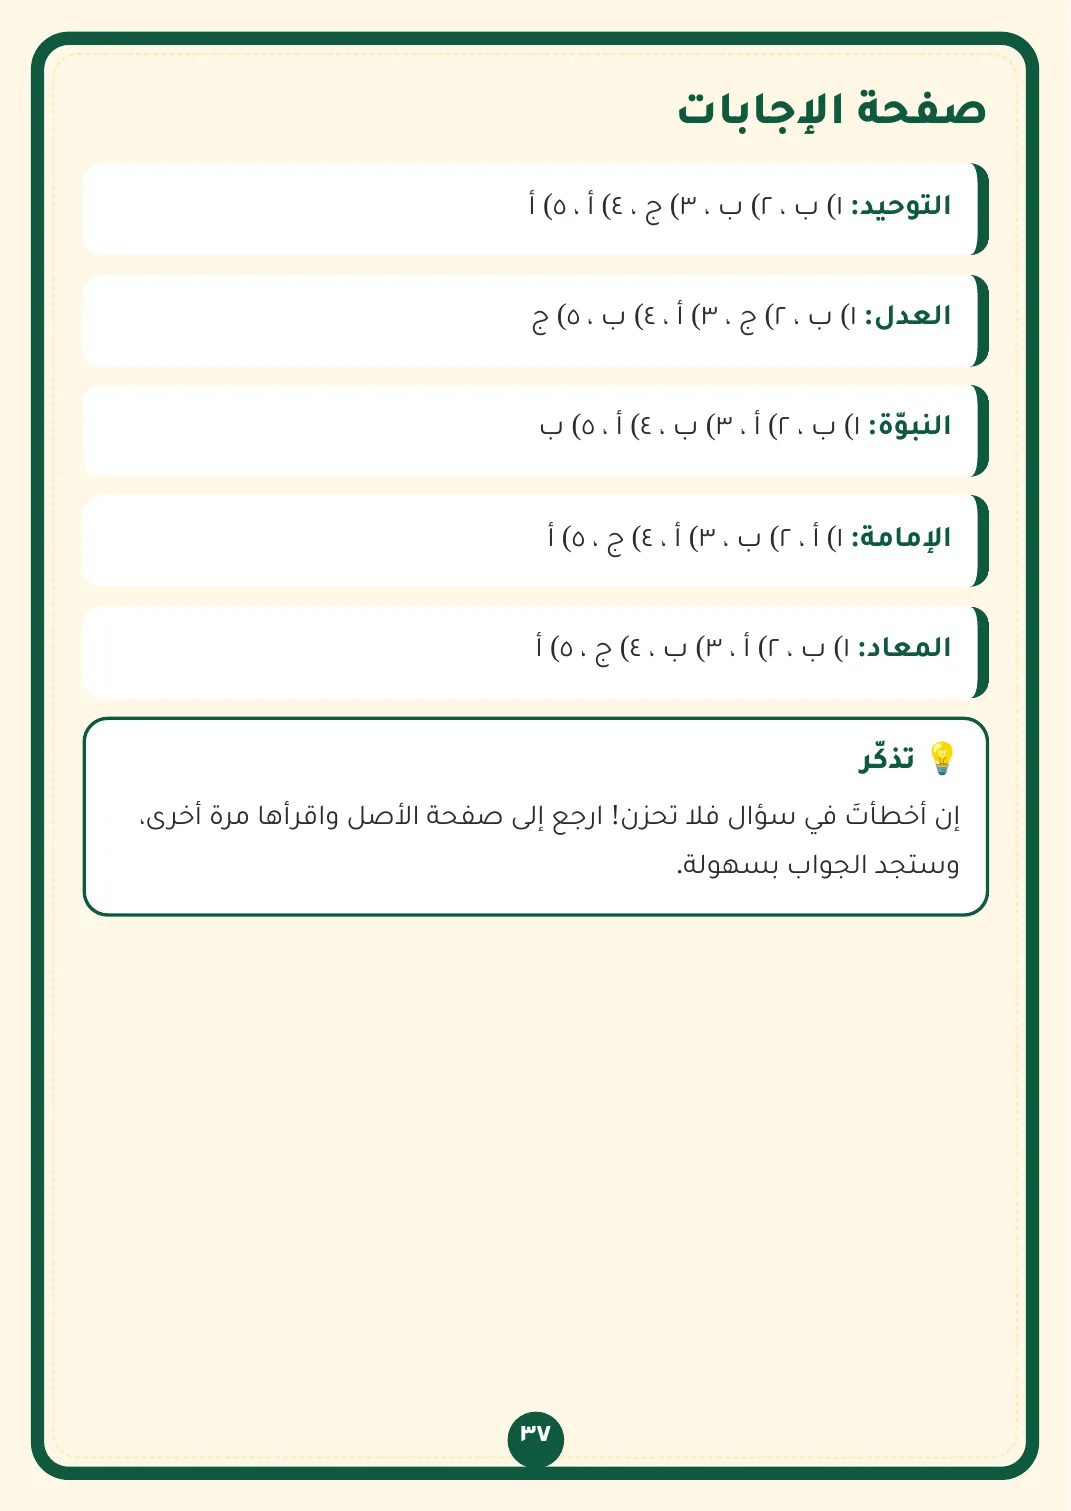 صفحة الإجابات
التوحيد: ١) ب ، ٢) ب ، ٣) ج ، ٤) أ ، ٥) أ
العدل: ١) ب ، ٢) ج ، ٣) أ ، ٤) ب ، ٥) ج
النبوّة: ١) ب ، ٢) أ ، ٣) ب ، ٤) أ ، ٥) ب
الإمامة: ١) أ ، ٢) ب ، ٣) أ ، ٤) ج ، ٥) أ
المعاد: ١) ب ، ٢) أ ، ٣) ب ، ٤) ج ، ٥) أ
💡 تذكّر
إن أخطأتَ في سؤال فلا تحزن! ارجع إلى صفحة الأصل واقرأها مرة أخرى،
وستجد الجواب بسهولة.
٣٧